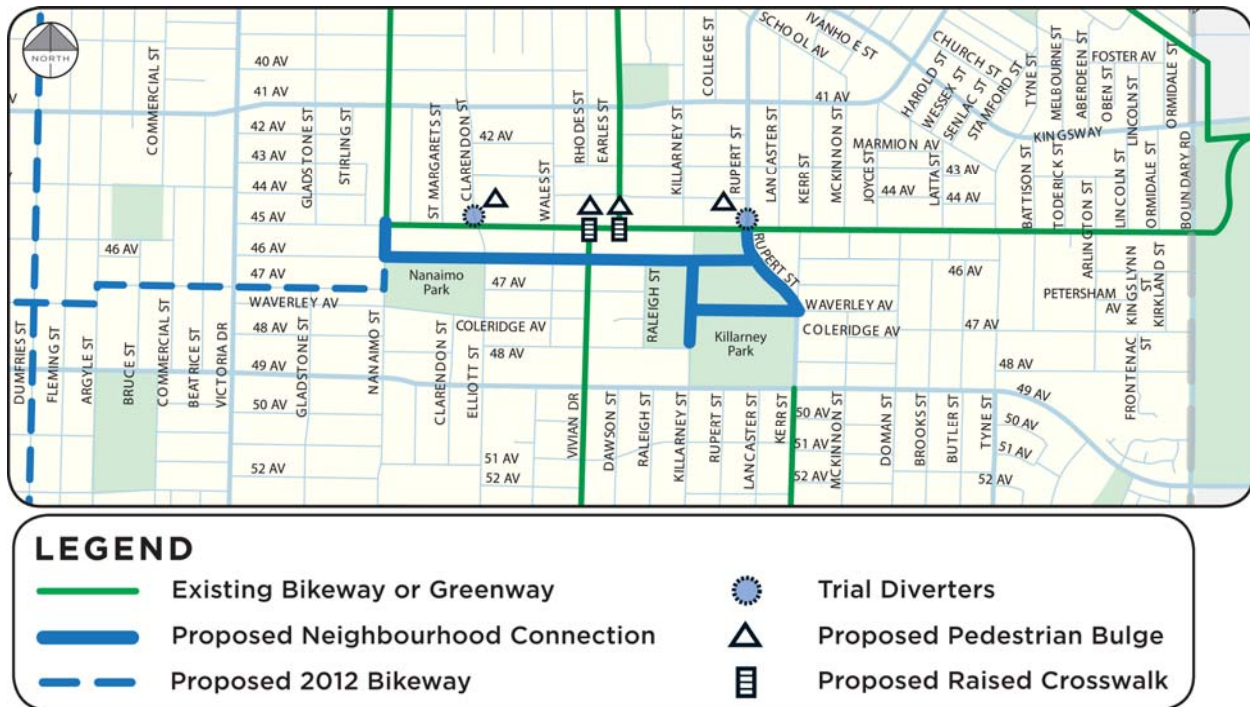 NORTH
COMMERCIAL ST
40 AV
41 AV
42 AV
43 AV
44 AV
45 AV
46 AV
46 AV
47 AV
WAVERLEY AV
48 AV
49 AV
50 AV
52 AV
GLADSTONE ST
STIRLING ST
ST MARGARETS ST
CLARENDON ST
42 AV
WALES ST
RHODES ST
EARLES ST
KILLARNEY ST
COLLEGE ST
RUPERT ST
LANCASTER ST
KERR ST
MCKINNON ST
JOYCE ST
LATTA ST
SCHOOL AV
IVANHOE ST
CHURCH ST
HAROLD ST
WESSEX ST
SENLAC ST
STAMFORD ST
TYNE ST
MELBOURNE ST
ABERDEEN ST
FOSTER AV
OBEN ST
LINCOLN ST
ORMIDALE ST
41 AV
KINGSWAY
MARMION AV
43 AV
44 AV
44 AV
BATTISON ST
TODERICK ST
ARLINGTON ST
LINCOLN ST
ORMIDALE ST
BOUNDARY RD
RUPERT ST
Nanaimo
Park
47 AV
COLERIDGE AV
48 AV
RALEIGH ST
Killarney
Park
WAVERLEY AV
COLERIDGE AV
46 AV
47 AV
PETERSHAM
AV
KINGSLYNN
ST
KIRKLAND ST
FRONTENAC
ST
48 AV
49 AV
50 AV
51 AV
52 AV
DUMFRIES ST
FLEMING ST
ARGYLE ST
BRUCE ST
COMMERCIAL ST
BEATRICE ST
VICTORIA DR
GLADSTONE ST
NANAIMO ST
CLARENDON ST
ELLIOTT ST
51 AV
52 AV
VIVIAN DR
DAWSON ST
RALEIGH ST
KILLARNEY ST
RUPERT ST
LANCASTER ST
KERR ST
50 AV
51 AV
52 AV
MCKINNON ST
DOMAN ST
BROOKS ST
BUTLER ST
TYNE ST
LEGEND
Existing Bikeway or Greenway
Proposed Neighbourhood Connection
Proposed 2012 Bikeway
Trial Diverters
Proposed Pedestrian Bulge
Proposed Raised Crosswalk